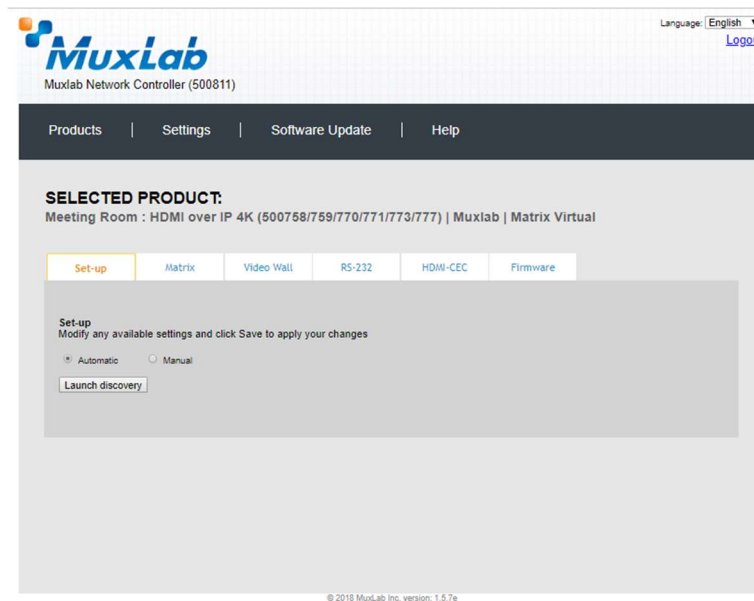 Language: English
Logou
MuxLab
Muxlab Network Controller (500811)
Products | Settings | Software Update | Help
SELECTED PRODUCT:
Meeting Room : HDMI over IP 4K (500758/759/770/771/773/777) | Muxlab | Matrix Virtual
Set-up Matrix Video Wall RS-232 HDMI-CEC Firmware
Set-up
Modify any available settings and click Save to apply your changes
Automatic Manual
Launch discovery
© 2018 MuxLab Inc. version: 1.5.7e